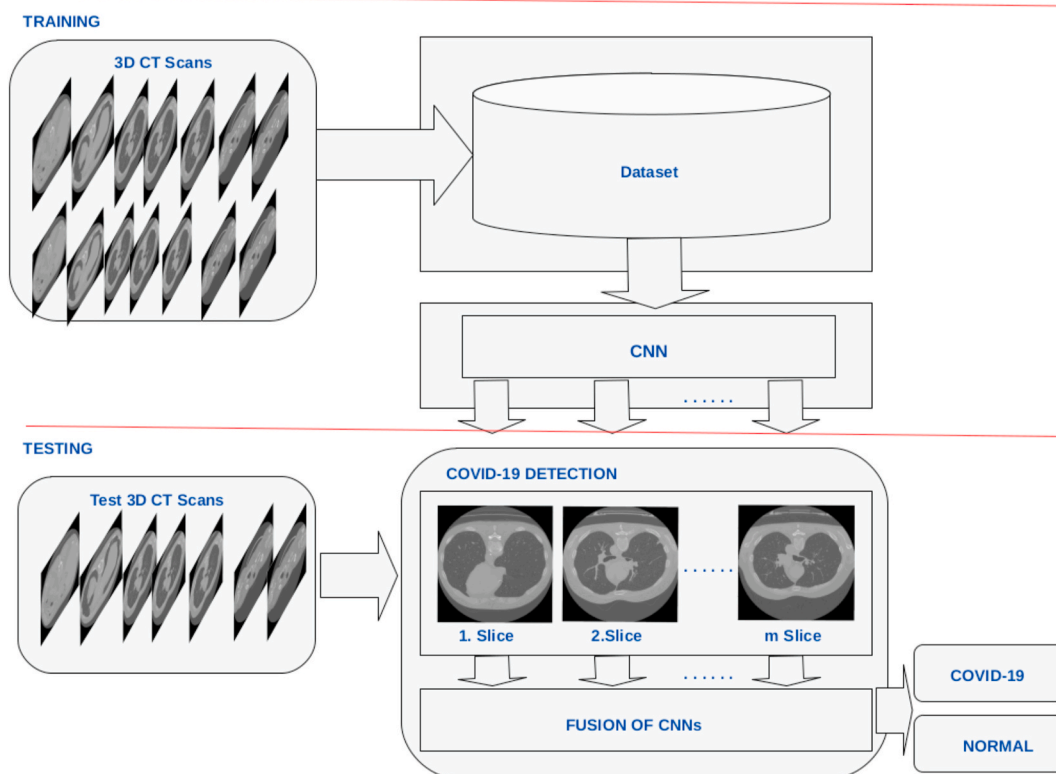 TRAINING
3D CT Scans
Dataset
CNN
......
TESTING
Test 3D CT Scans
COVID-19 DETECTION
......
1. Slice
2.Slice
m Slice
......
FUSION OF CNNs
COVID-19
NORMAL